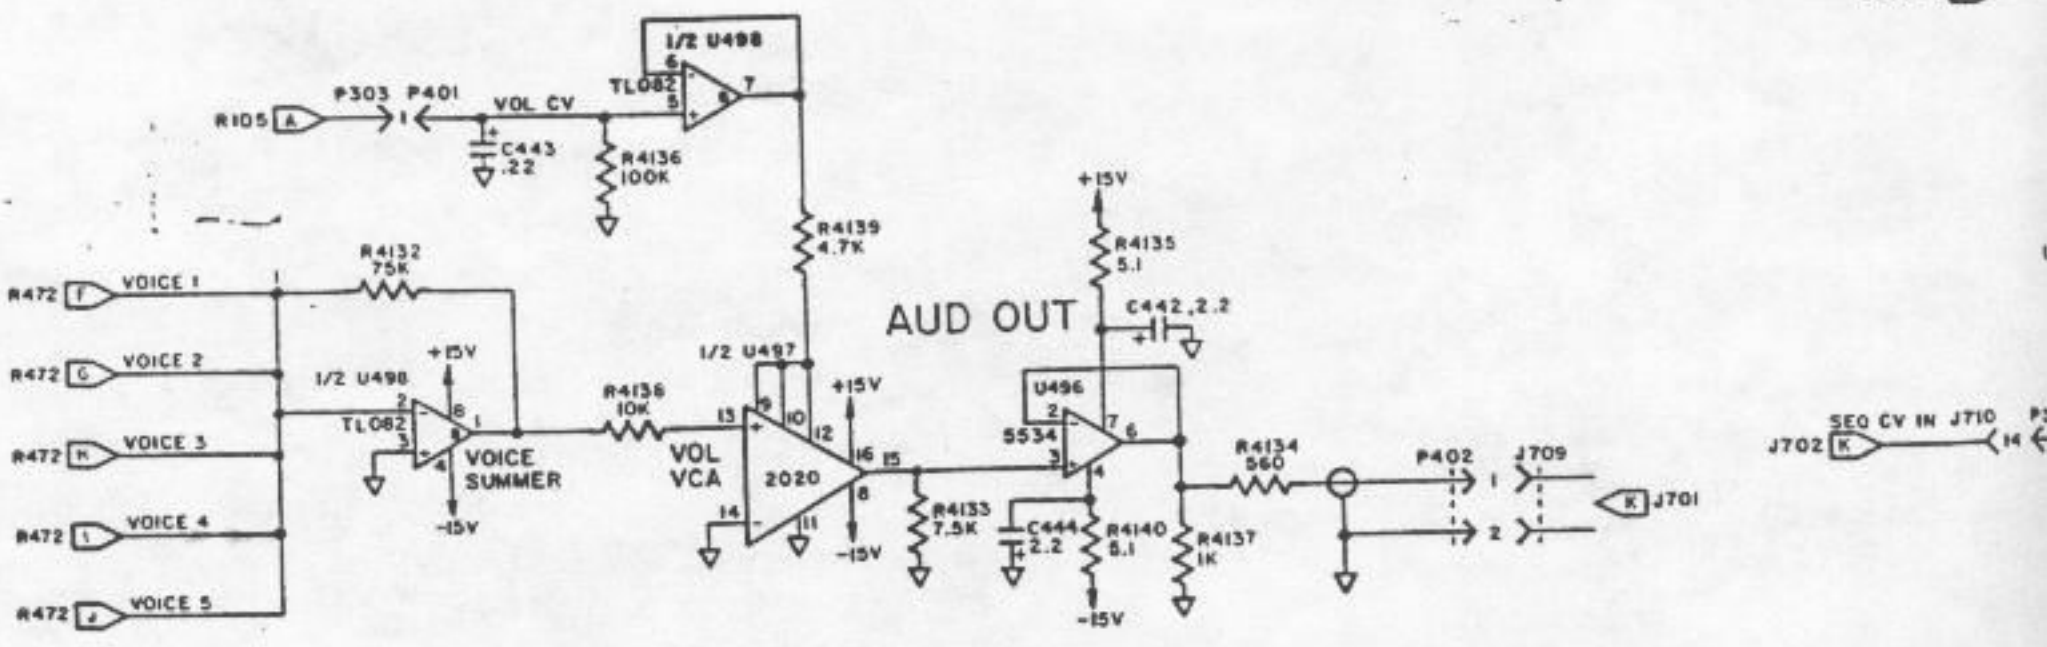 1/2 U498
6
TL082
7
5
B
P303 P401
R105 A
1
VOL CV
C443
.22
R4136
100K
R4139
4.7K
+15V
R4135
5.1
C442, 2.2
AUD OUT
R4132
75K
R472 F VOICE 1
R472 G VOICE 2
R472 H VOICE 3
R472 I VOICE 4
R472 J VOICE 5
1/2 U498
+15V
2
8
TL082
1
3
4
VOICE
SUMMER
-15V
R4138
10K
VOL
VCA
1/2 U497
9
10
12
13
14
2020
11
+15V
16
15
8
-15V
R4133
7.5K
U496
2
5534
3
7
6
4
C444
2.2
R4140
5.1
-15V
R4137
1K
R4134
560
P402
J709
1
2
K J701
SEQ CV IN J710
J702 K
14